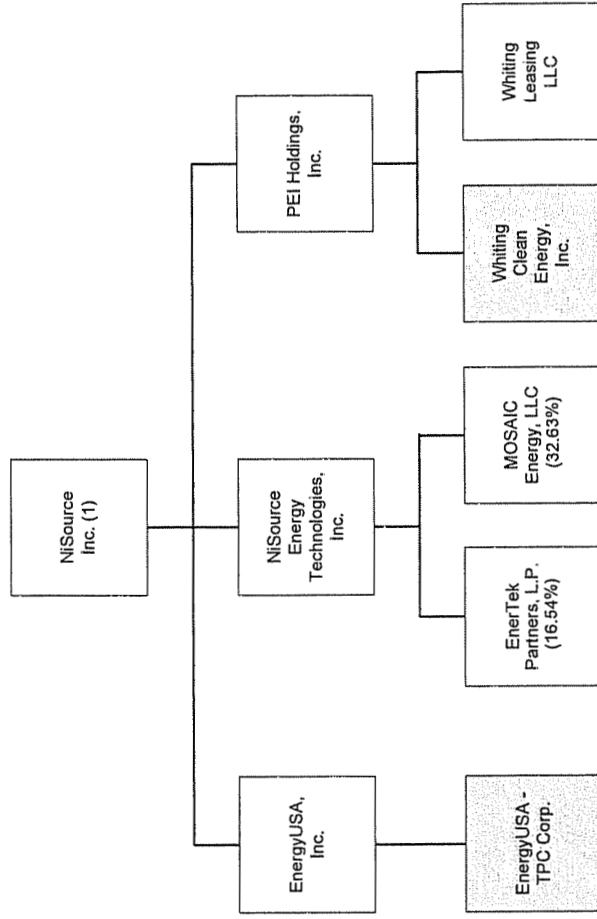 NiSource
Inc. (1)
EnergyUSA,
Inc.
NiSource
Energy
Technologies,
Inc.
PEI Holdings,
Inc.
EnergyUSA -
TPC Corp.
EnerTek
Partners, L.P.
(16.54%)
MOSAIC
Energy, LLC
(32.63%)
Whiting
Clean
Energy,
Inc.
Whiting
Leasing
LLC